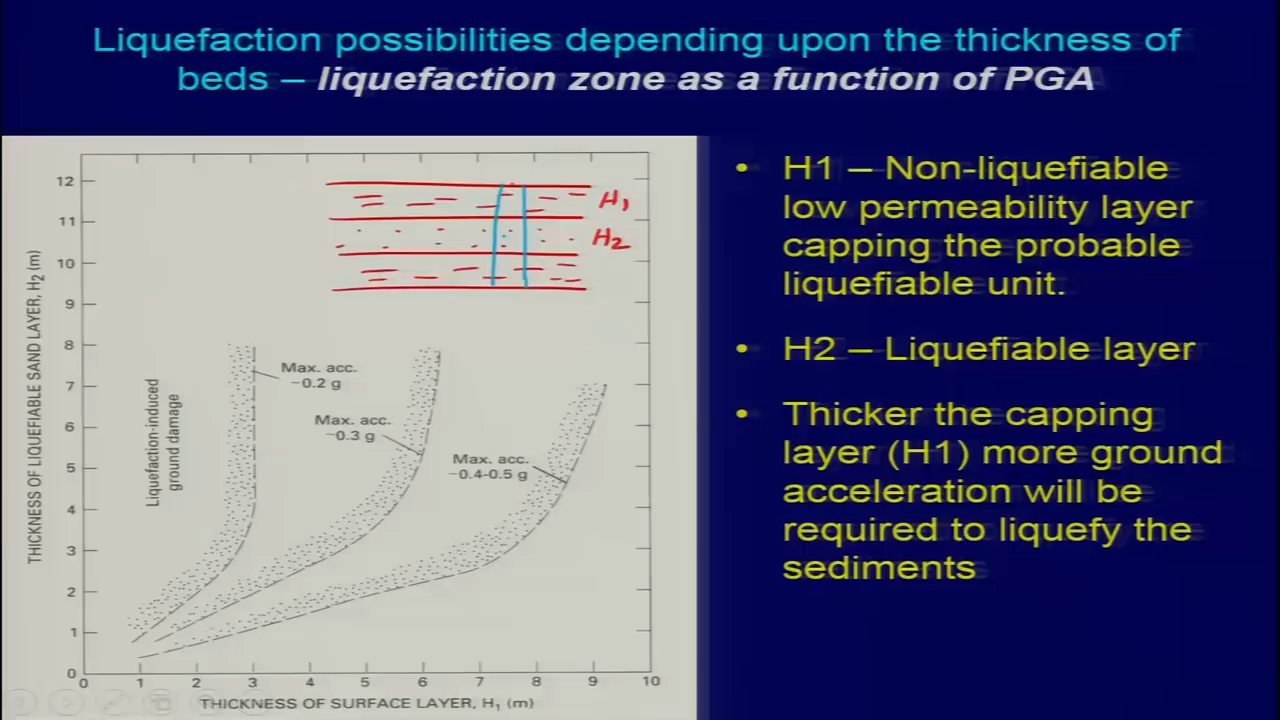 Liquefaction possibilities depending upon the thickness of
beds – liquefaction zone as a function of PGA
• H1 – Non-liquefiable
low permeability layer
capping the probable
liquefiable unit.
• H2 – Liquefiable layer
• Thicker the capping
layer (H1) more ground
acceleration will be
required to liquefy the
sediments
THICKNESS OF LIQUEFIABLE SAND LAYER, H2 (m)
12
11
10
9
8
7
6
5
4
3
2
1
0
H1
H2
Liquefaction-induced
ground damage
Max. acc.
~0.2 g
Max. acc.
~0.3 g
Max. acc.
~0.4-0.5 g
0 1 2 3 4 5 6 7 8 9 10
THICKNESS OF SURFACE LAYER, H1 (m)